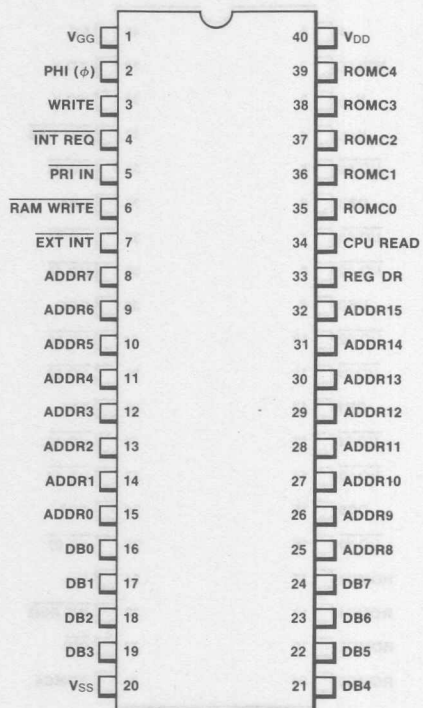 VGG 1 40 VDD
PHI (ϕ) 2 39 ROMC4
WRITE 3 38 ROMC3
INT REQ 4 37 ROMC2
PRI IN 5 36 ROMC1
RAM WRITE 6 35 ROMC0
EXT INT 7 34 CPU READ
ADDR7 8 33 REG DR
ADDR6 9 32 ADDR15
ADDR5 10 31 ADDR14
ADDR4 11 30 ADDR13
ADDR3 12 29 ADDR12
ADDR2 13 28 ADDR11
ADDR1 14 27 ADDR10
ADDR0 15 26 ADDR9
DB0 16 25 ADDR8
DB1 17 24 DB7
DB2 18 23 DB6
DB3 19 22 DB5
VSS 20 21 DB4